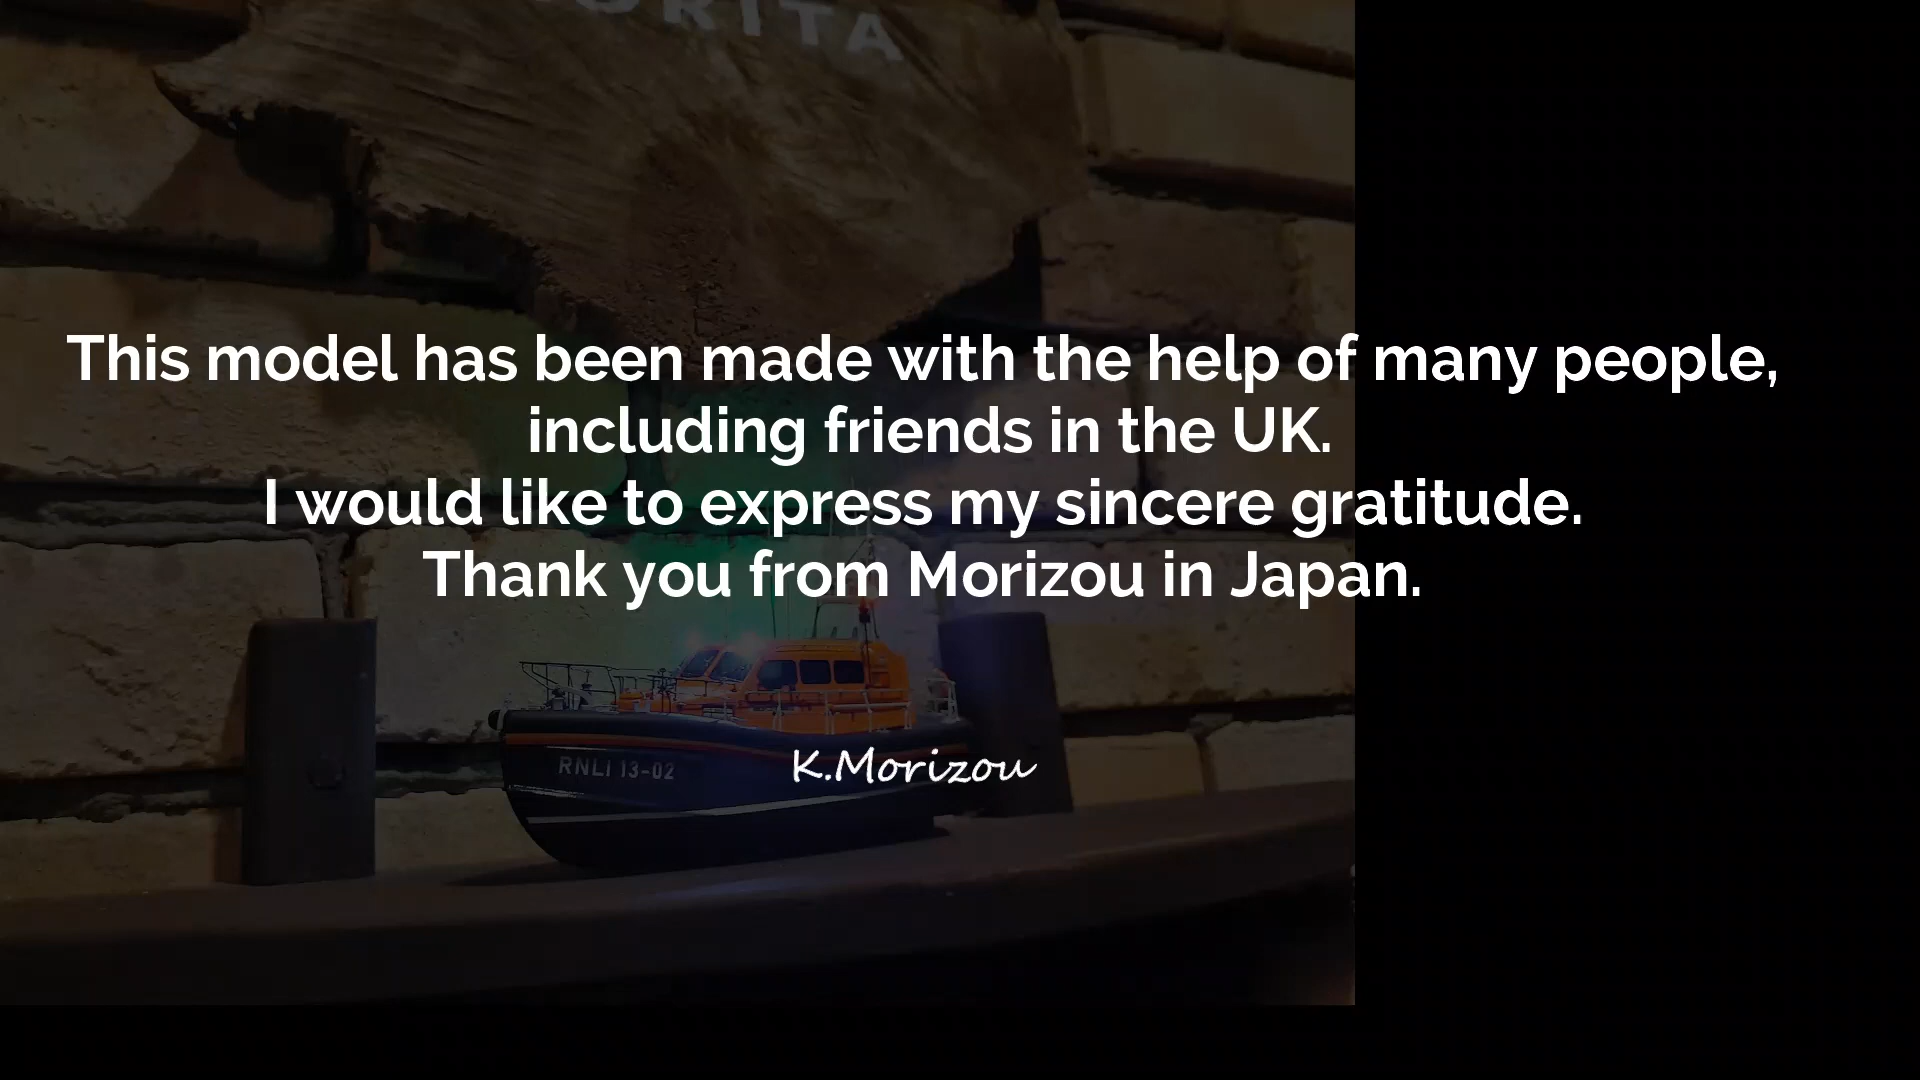 ORITA
This model has been made with the help of many people,
including friends in the UK.
I would like to express my sincere gratitude.
Thank you from Morizou in Japan.
RNLI 13-02
K.Morizou